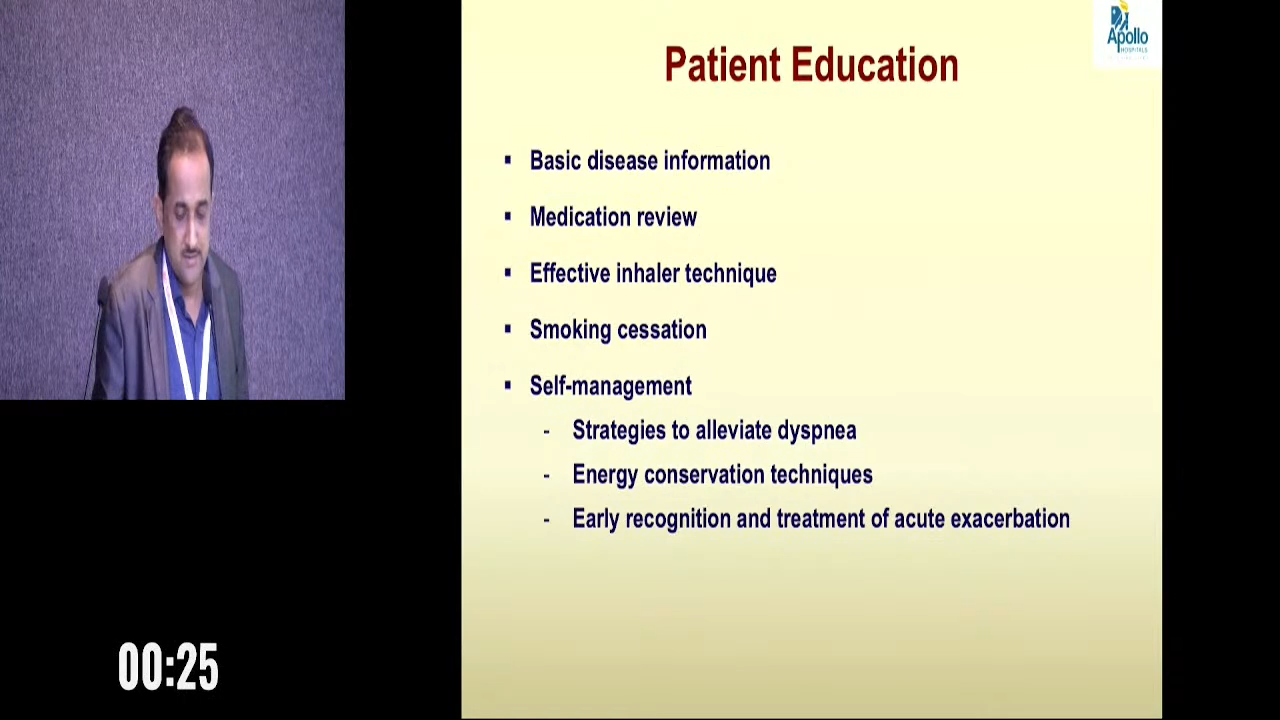 Apollo
HOSPITALS
Patient Education
▪ Basic disease information
▪ Medication review
▪ Effective inhaler technique
▪ Smoking cessation
▪ Self-management
- Strategies to alleviate dyspnea
- Energy conservation techniques
- Early recognition and treatment of acute exacerbation
00:25